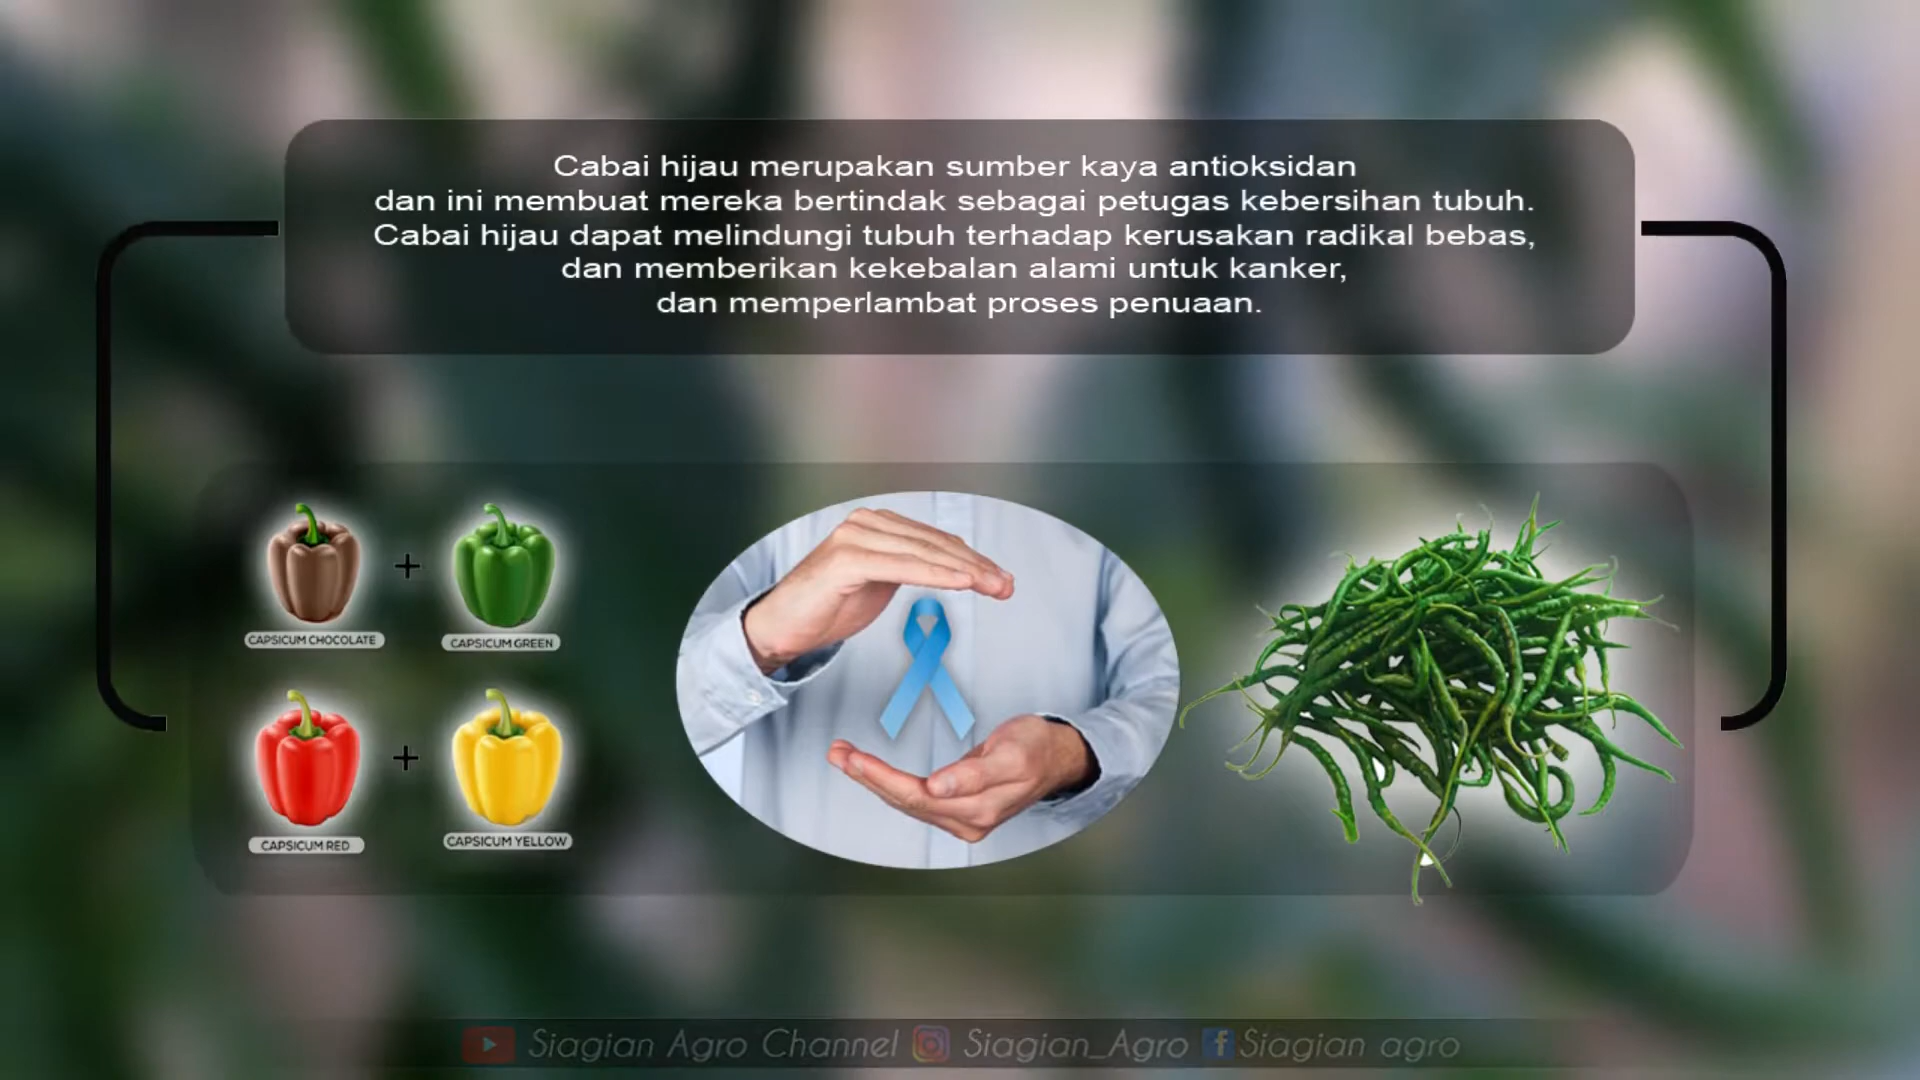 Cabai hijau merupakan sumber kaya antioksidan
dan ini membuat mereka bertindak sebagai petugas kebersihan tubuh.
Cabai hijau dapat melindungi tubuh terhadap kerusakan radikal bebas,
dan memberikan kekebalan alami untuk kanker,
dan memperlambat proses penuaan.
CAPSICUM CHOCOLATE + CAPSICUM GREEN
CAPSICUM RED + CAPSICUM YELLOW
Siagian Agro Channel Siagian_Agro Siagian agro